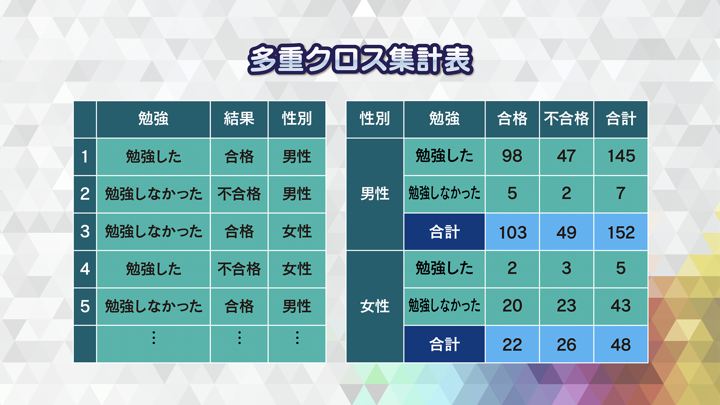 多重クロス集計表
勉強 結果 性別
1 勉強した 合格 男性
2 勉強しなかった 不合格 男性
3 勉強しなかった 合格 女性
4 勉強した 不合格 女性
5 勉強しなかった 合格 男性
⋮ ⋮ ⋮
性別 勉強 合格 不合格 合計
男性
勉強した 98 47 145
勉強しなかった 5 2 7
合計 103 49 152
女性
勉強した 2 3 5
勉強しなかった 20 23 43
合計 22 26 48